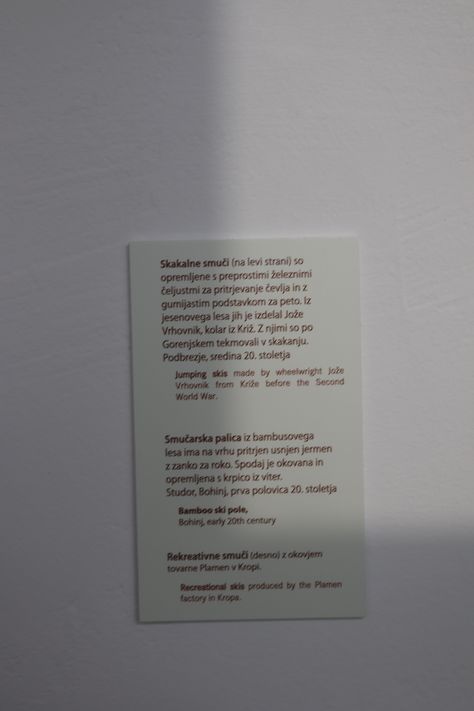 Skakalne smuči (na levi strani) so
opremljene s preprostimi železnimi
čeljustmi za pritrjevanje čevlja in z
gumijastim podstavkom za peto. Iz
jesenovega lesa jih je izdelal Jože
Vrhovnik, kolar iz Križ. Z njimi so po
Gorenjskem tekmovali v skakanju.
Podbrezje, sredina 20. stoletja
Jumping skis made by wheelwright Jože
Vrhovnik from Križe before the Second
World War.
Smučarska palica iz bambusovega
lesa ima na vrhu pritrjen usnjen jermen
z zanko za roko. Spodaj je okovana in
opremljena s krpico iz viter.
Studor, Bohinj, prva polovica 20. stoletja
Bamboo ski pole,
Bohinj, early 20th century
Rekreativne smuči (desno) z okovjem
tovarne Plamen v Kropi.
Recreational skis produced by the Plamen
factory in Kropa.